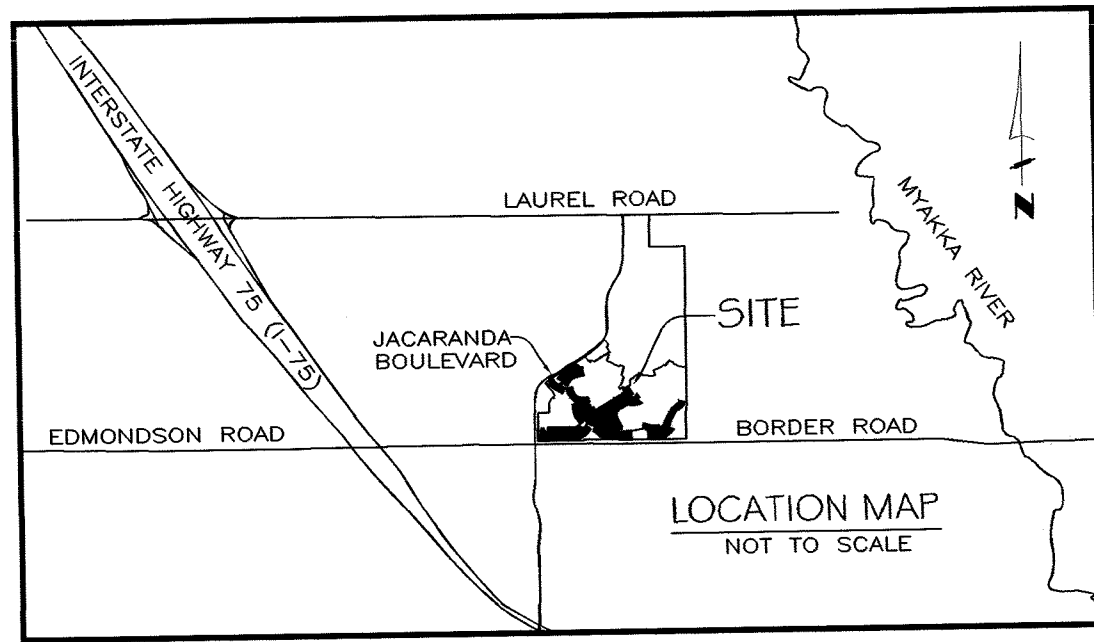 INTERSTATE HIGHWAY 75 (I-75)
LAUREL ROAD
MYAKKA RIVER
N
SITE
JACARANDA
BOULEVARD
EDMONDSON ROAD
BORDER ROAD
LOCATION MAP
NOT TO SCALE